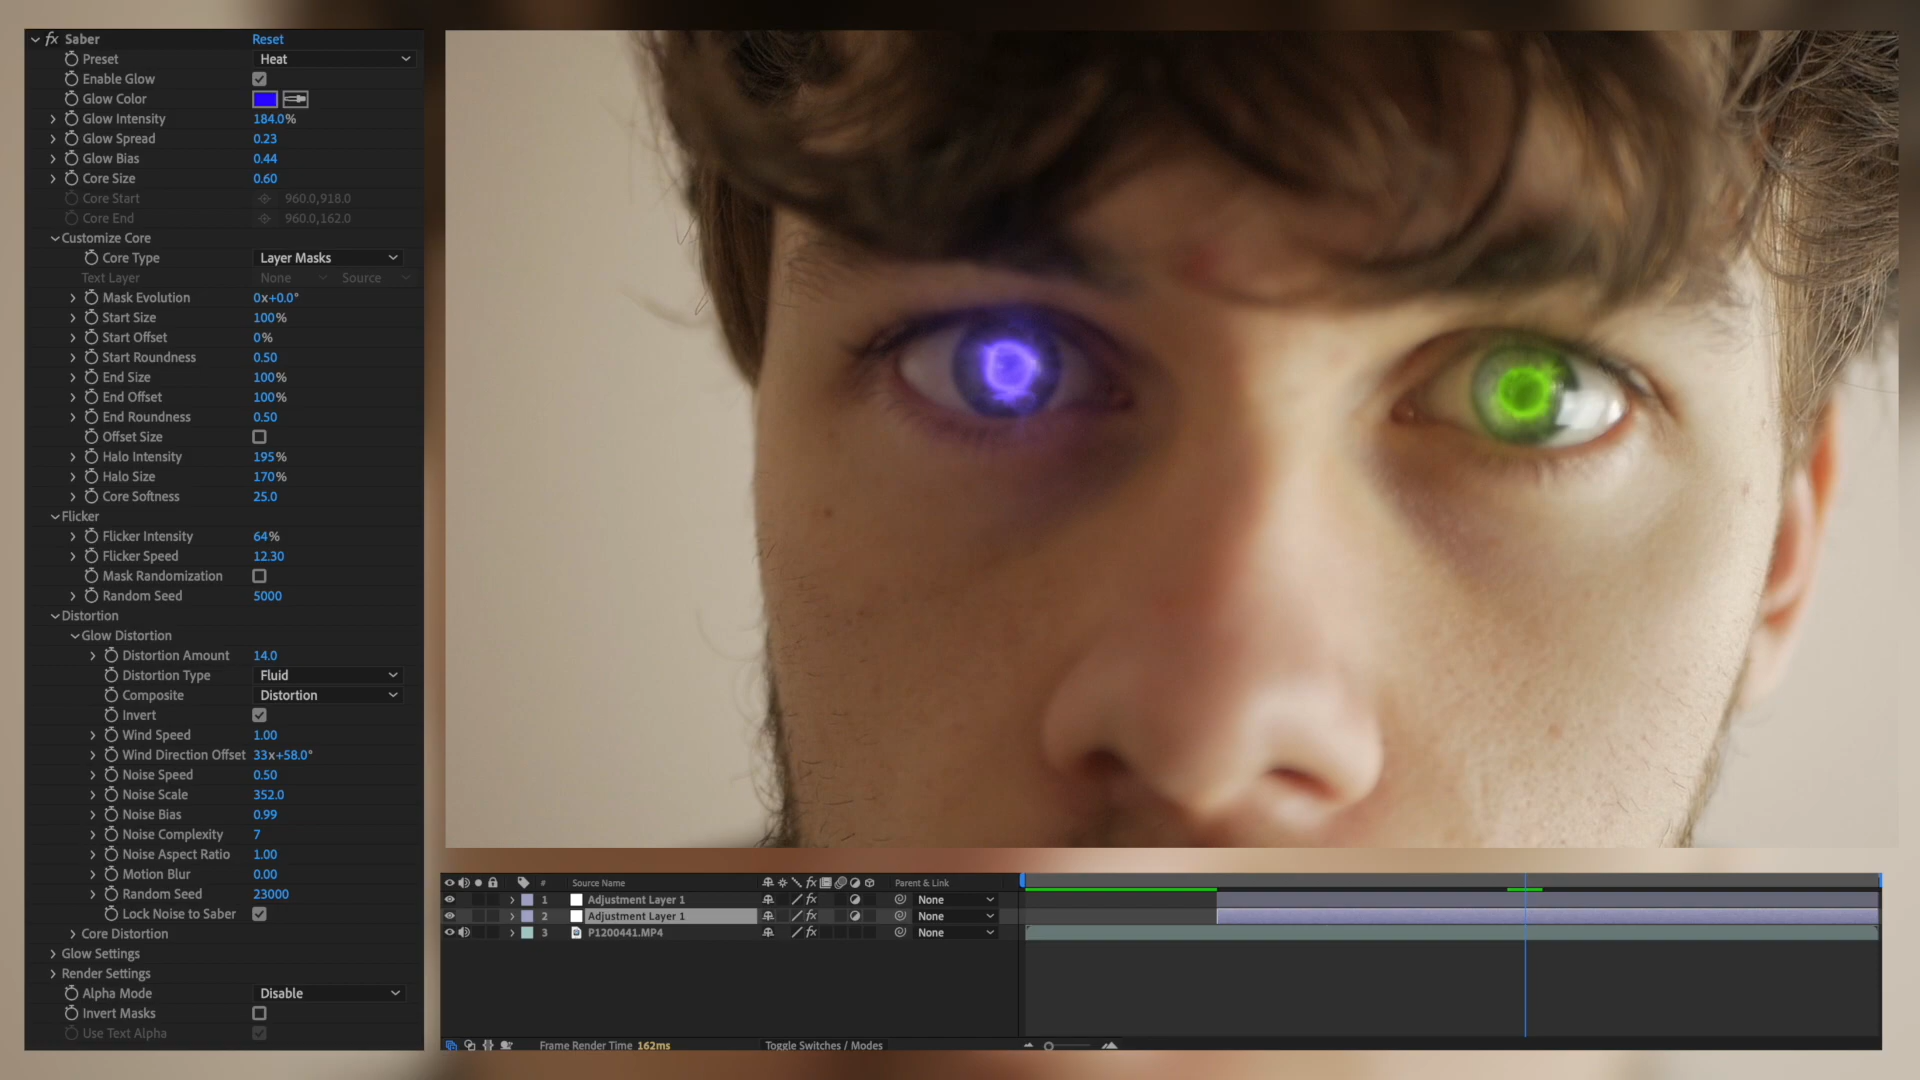 fx Saber Reset
Preset Heat
Enable Glow
Glow Color
Glow Intensity 184.0%
Glow Spread 0.23
Glow Bias 0.44
Core Size 0.60
Core Start 960.0,918.0
Core End 960.0,162.0
Customize Core
Core Type Layer Masks
Text Layer None Source
Mask Evolution 0x+0.0°
Start Size 100%
Start Offset 0%
Start Roundness 0.50
End Size 100%
End Offset 100%
End Roundness 0.50
Offset Size
Halo Intensity 195%
Halo Size 170%
Core Softness 25.0
Flicker
Flicker Intensity 64%
Flicker Speed 12.30
Mask Randomization
Random Seed 5000
Distortion
Glow Distortion
Distortion Amount 14.0
Distortion Type Fluid
Composite Distortion
Invert
Wind Speed 1.00
Wind Direction Offset 33x+58.0°
Noise Speed 0.50
Noise Scale 352.0
Noise Bias 0.99
Noise Complexity 7
Noise Aspect Ratio 1.00
Motion Blur 0.00
Random Seed 23000
Lock Noise to Saber
Core Distortion
Glow Settings
Render Settings
Alpha Mode Disable
Invert Masks
Use Text Alpha
# Source Name fx Parent & Link
1 Adjustment Layer 1 fx None
2 Adjustment Layer 1 fx None
3 P1200441.MP4 fx None
Frame Render Time 162ms Toggle Switches / Modes